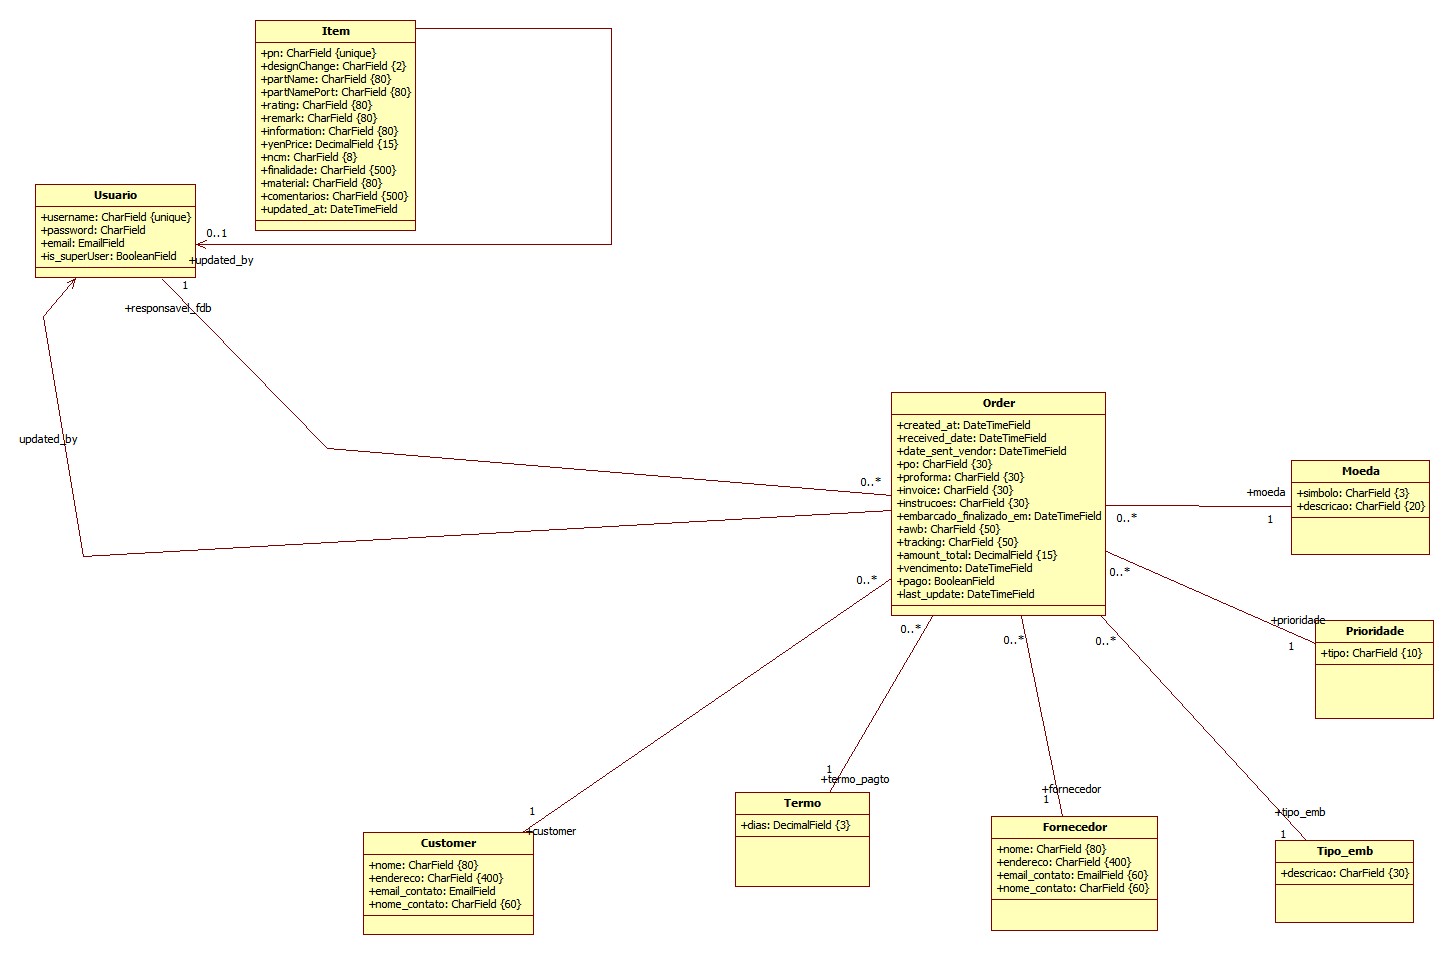 Item
+pn: CharField {unique}
+designChange: CharField {2}
+partName: CharField {80}
+partNamePort: CharField {80}
+rating: CharField {80}
+remark: CharField {80}
+information: CharField {80}
+yenPrice: DecimalField {15}
+ncm: CharField {8}
+finalidade: CharField {500}
+material: CharField {80}
+comentarios: CharField {500}
+updated_at: DateTimeField
Usuario
+username: CharField {unique}
+password: CharField
+email: EmailField
+is_superUser: BooleanField
0..1
+updated_by
1
+responsavel_fdb
updated_by
0..*
Order
+created_at: DateTimeField
+received_date: DateTimeField
+date_sent_vendor: DateTimeField
+po: CharField {30}
+proforma: CharField {30}
+invoice: CharField {30}
+instrucoes: CharField {30}
+embarcado_finalizado_em: DateTimeField
+awb: CharField {50}
+tracking: CharField {50}
+amount_total: DecimalField {15}
+vencimento: DateTimeField
+pago: BooleanField
+last_update: DateTimeField
+moeda
0..*
1
Moeda
+simbolo: CharField {3}
+descricao: CharField {20}
0..*
+prioridade
1
Prioridade
+tipo: CharField {10}
0..*
0..*
0..*
0..*
1
+customer
Customer
+nome: CharField {80}
+endereco: CharField {400}
+email_contato: EmailField
+nome_contato: CharField {60}
1
+termo_pagto
Termo
+dias: DecimalField {3}
+fornecedor
1
Fornecedor
+nome: CharField {80}
+endereco: CharField {400}
+email_contato: EmailField {60}
+nome_contato: CharField {60}
+tipo_emb
1
Tipo_emb
+descricao: CharField {30}